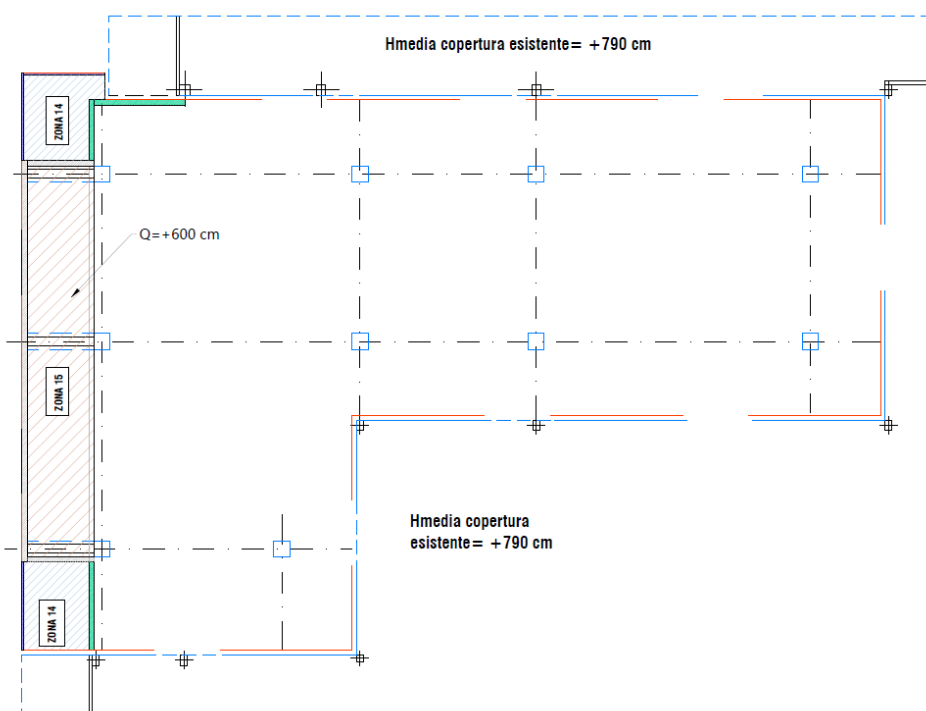 Hmedia copertura esistente= +790 cm
ZONA 14
Q=+600 cm
ZONA 15
Hmedia copertura
esistente= +790 cm
ZONA 14